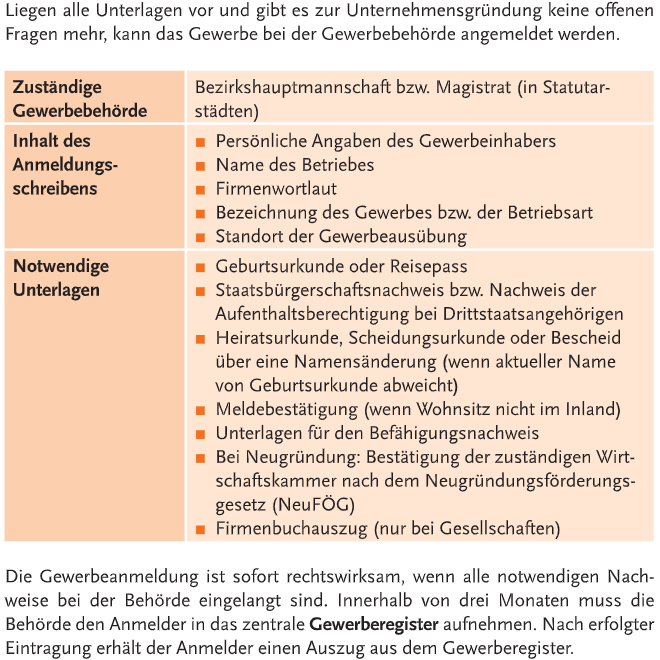 Liegen alle Unterlagen vor und gibt es zur Unternehmensgründung keine offenen
Fragen mehr, kann das Gewerbe bei der Gewerbebehörde angemeldet werden.
Zuständige
Gewerbebehörde
Bezirkshauptmannschaft bzw. Magistrat (in Statutar-
städten)
Inhalt des
Anmeldungs-
schreibens
■ Persönliche Angaben des Gewerbeinhabers
■ Name des Betriebes
■ Firmenwortlaut
■ Bezeichnung des Gewerbes bzw. der Betriebsart
■ Standort der Gewerbeausübung
Notwendige
Unterlagen
■ Geburtsurkunde oder Reisepass
■ Staatsbürgerschaftsnachweis bzw. Nachweis der
Aufenthaltsberechtigung bei Drittstaatsangehörigen
■ Heiratsurkunde, Scheidungsurkunde oder Bescheid
über eine Namensänderung (wenn aktueller Name
von Geburtsurkunde abweicht)
■ Meldebestätigung (wenn Wohnsitz nicht im Inland)
■ Unterlagen für den Befähigungsnachweis
■ Bei Neugründung: Bestätigung der zuständigen Wirt-
schaftskammer nach dem Neugründungsförderungs-
gesetz (NeuFÖG)
■ Firmenbuchauszug (nur bei Gesellschaften)
Die Gewerbeanmeldung ist sofort rechtswirksam, wenn alle notwendigen Nach-
weise bei der Behörde eingelangt sind. Innerhalb von drei Monaten muss die
Behörde den Anmelder in das zentrale Gewerberegister aufnehmen. Nach erfolgter
Eintragung erhält der Anmelder einen Auszug aus dem Gewerberegister.